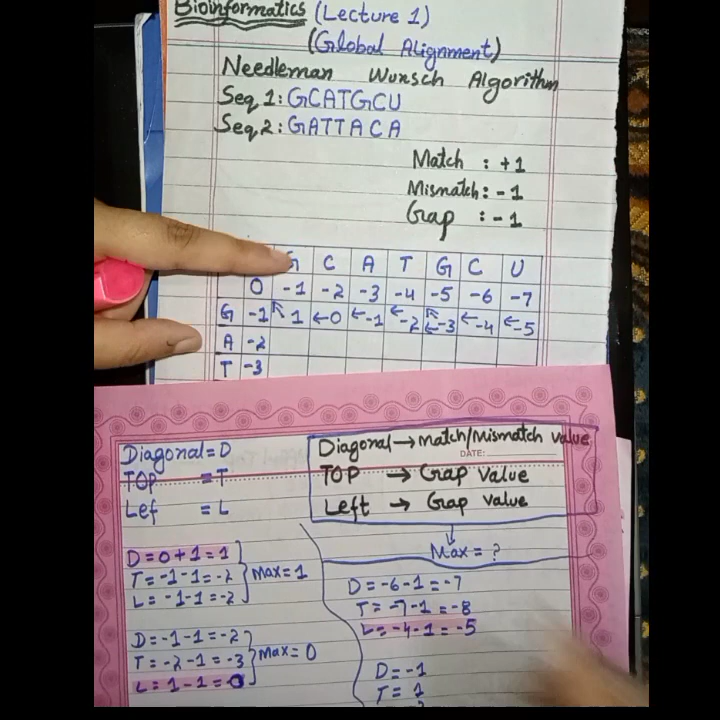 Bioinformatics (Lecture 1)
(Global Alignment)
Needleman Wunsch Algorithm
Seq 1: GCATGCU
Seq 2: GATTACA
Match : +1
Mismatch: -1
Gap : -1
G C A T G C U
0 -1 -2 -3 -4 -5 -6 -7
G -1 ↖1 ←0 ←-1 ←-2 ↖←-3 ←-4 ←-5
A -2
T -3
Diagonal = D
TOP = T
Lef = L
Diagonal → Match/Mismatch value
DATE:
TOP → Gap value
Left → Gap value
Max = ?
D = 0+1 = 1
T = -1-1 = -2
L = -1-1 = -2
Max = 1
D = -1-1 = -2
T = -2-1 = -3
L = 1-1 = 0
Max = 0
D = -6-1 = -7
T = -7-1 = -8
L = -4-1 = -5
D = -1
T = 1